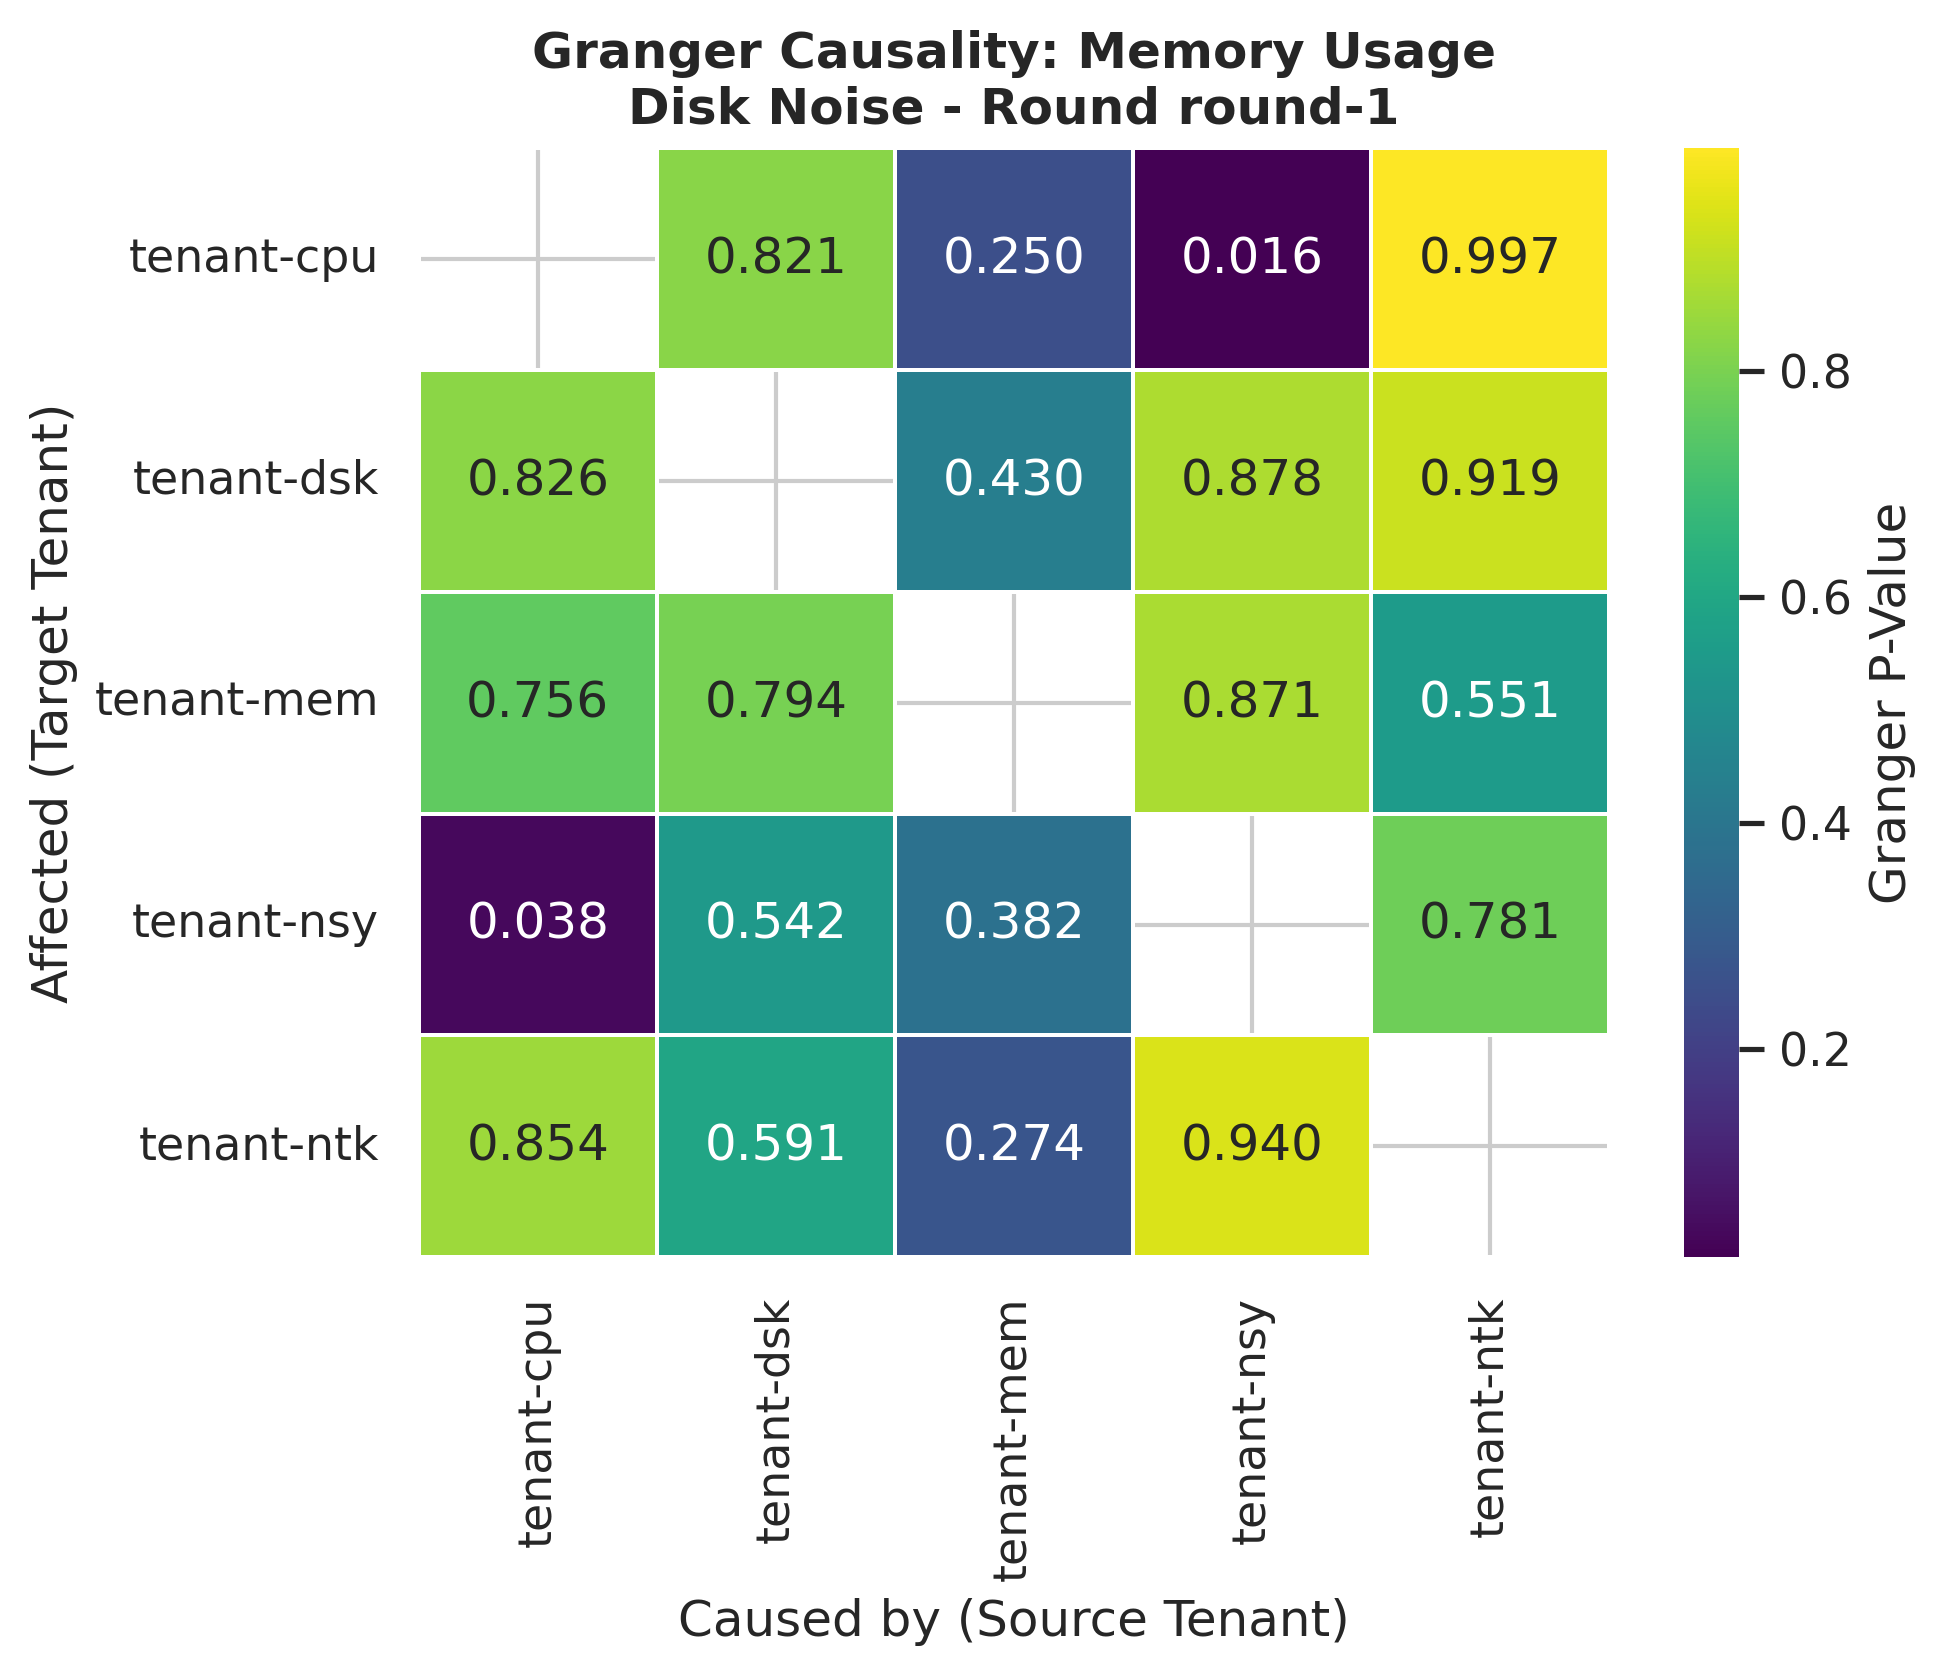 Granger Causality: Memory Usage
Disk Noise - Round round-1
Affected (Target Tenant)
tenant-cpu 0.821 0.250 0.016 0.997
tenant-dsk 0.826 0.430 0.878 0.919
tenant-mem 0.756 0.794 0.871 0.551
tenant-nsy 0.038 0.542 0.382 0.781
tenant-ntk 0.854 0.591 0.274 0.940
tenant-cpu
tenant-dsk
tenant-mem
tenant-nsy
tenant-ntk
Caused by (Source Tenant)
0.8
0.6
0.4
0.2
Granger P-Value